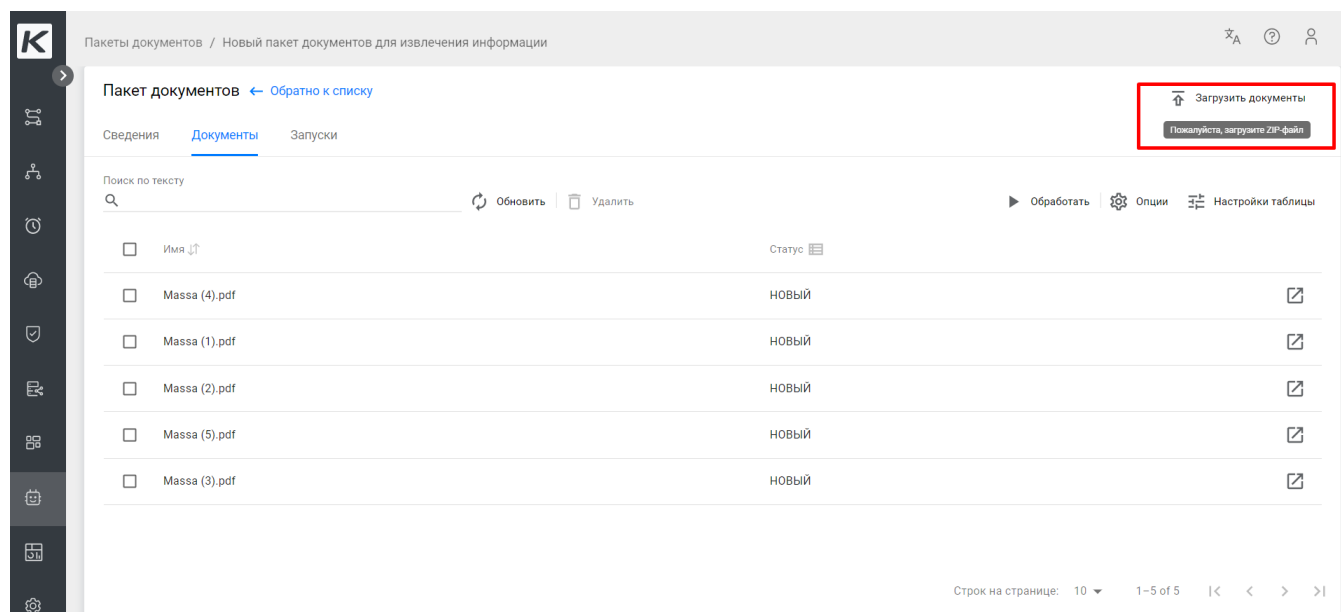 K
Пакеты документов / Новый пакет документов для извлечения информации
Пакет документов ← Обратно к списку
Загрузить документы
Пожалуйста, загрузите ZIP-файл
Сведения Документы Запуски
Поиск по тексту
Обновить Удалить Обработать Опции Настройки таблицы
Имя Статус
Massa (4).pdf НОВЫЙ
Massa (1).pdf НОВЫЙ
Massa (2).pdf НОВЫЙ
Massa (5).pdf НОВЫЙ
Massa (3).pdf НОВЫЙ
Строк на странице: 10 1–5 of 5